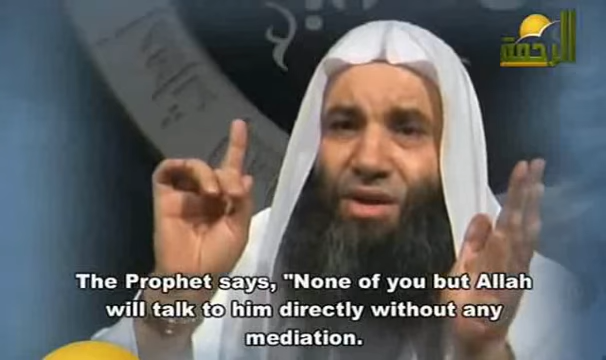 الرحمة
The Prophet says, "None of you but Allah
will talk to him directly without any
mediation.